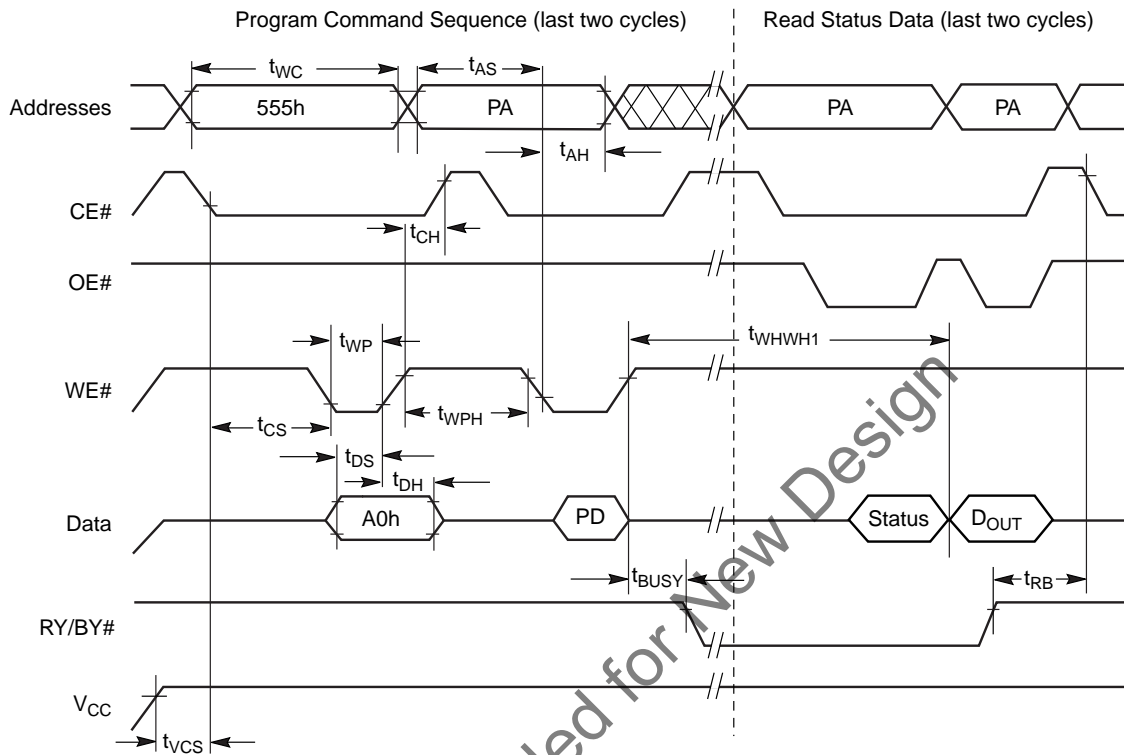 Program Command Sequence (last two cycles) Read Status Data (last two cycles)
tWC tAS
Addresses 555h PA PA PA
tAH
CE#
tCH
OE#
tWP tWHWH1
WE#
tCS tWPH
tDS
tDH
Data A0h PD Status DOUT
tBUSY tRB
RY/BY#
VCC
tVCS
ded for New Design